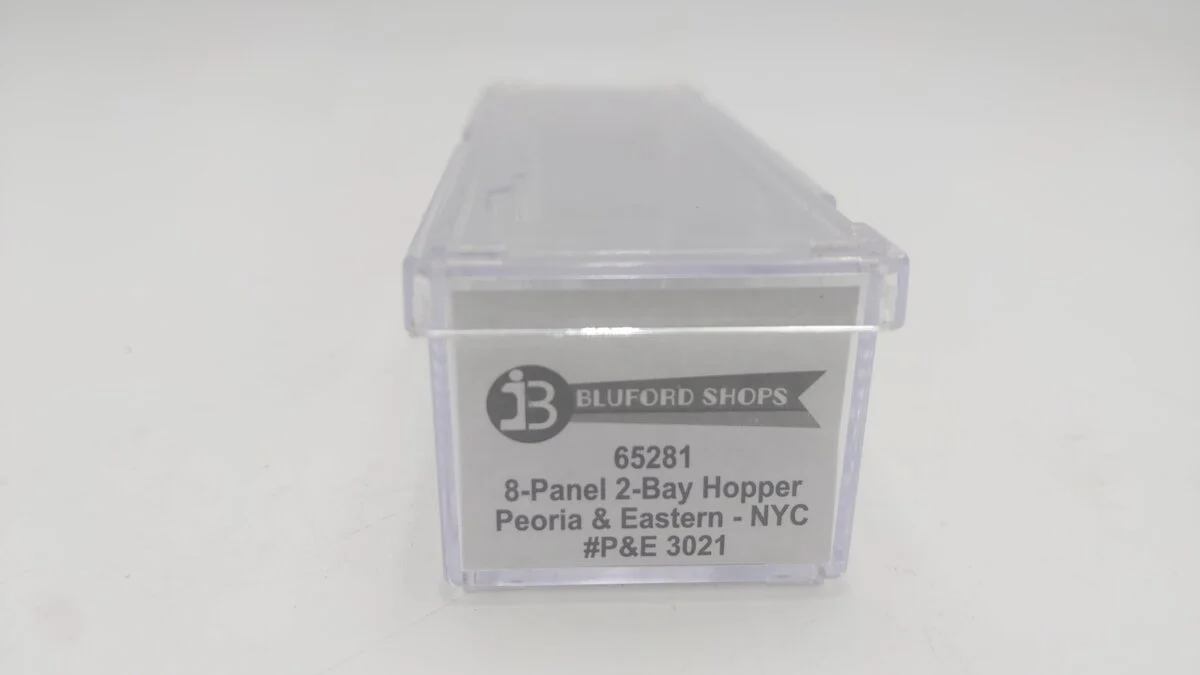 BLUFORD SHOPS
65281
8-Panel 2-Bay Hopper
Peoria & Eastern - NYC
#P&E 3021